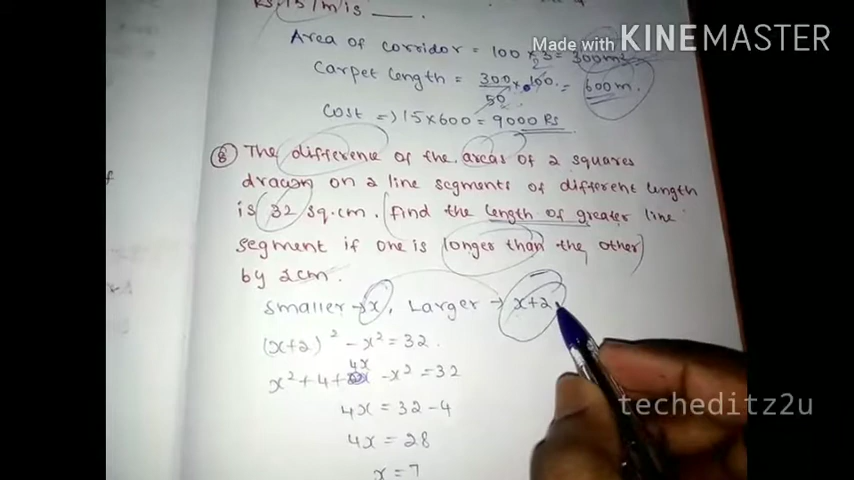 Rs.15/m is ___.
Made with KINEMASTER
Area of corridor = 100 × 3 = 300m²
Carpet length = 300/50 × 100 = 600m.
Cost => 15×600 = 9000 Rs
⑧ The difference of the areas of 2 squares
drawn on 2 line segments of different length
is 32 sq.cm. Find the length of greater line
segment if one is longer than the other
by 2cm.
Smaller → x, Larger → x+2
(x+2)² - x² = 32.
x² + 4 + 4x - x² = 32
techeditz2u
4x = 32 - 4
4x = 28
x = 7